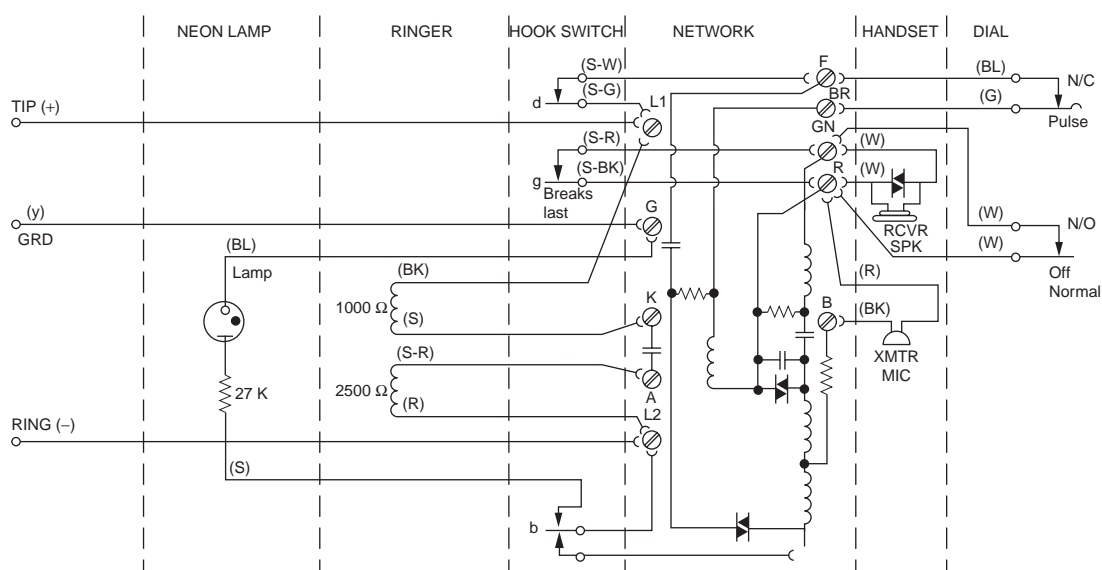 NEON LAMP
RINGER
HOOK SWITCH
NETWORK
HANDSET
DIAL
(S-W)
F
(BL)
N/C
d
(S-G)
L1
BR
(G)
TIP (+)
Pulse
GN
(S-R)
(W)
g
(S-BK)
R
(W)
Breaks
last
(y)
GRD
G
RCVR
SPK
(W)
N/O
(BL)
Lamp
(W)
Off
Normal
(BK)
(R)
1000 Ω
(S)
K
B
(BK)
(S-R)
XMTR
MIC
27 K
2500 Ω
(R)
A
L2
RING (–)
(S)
b